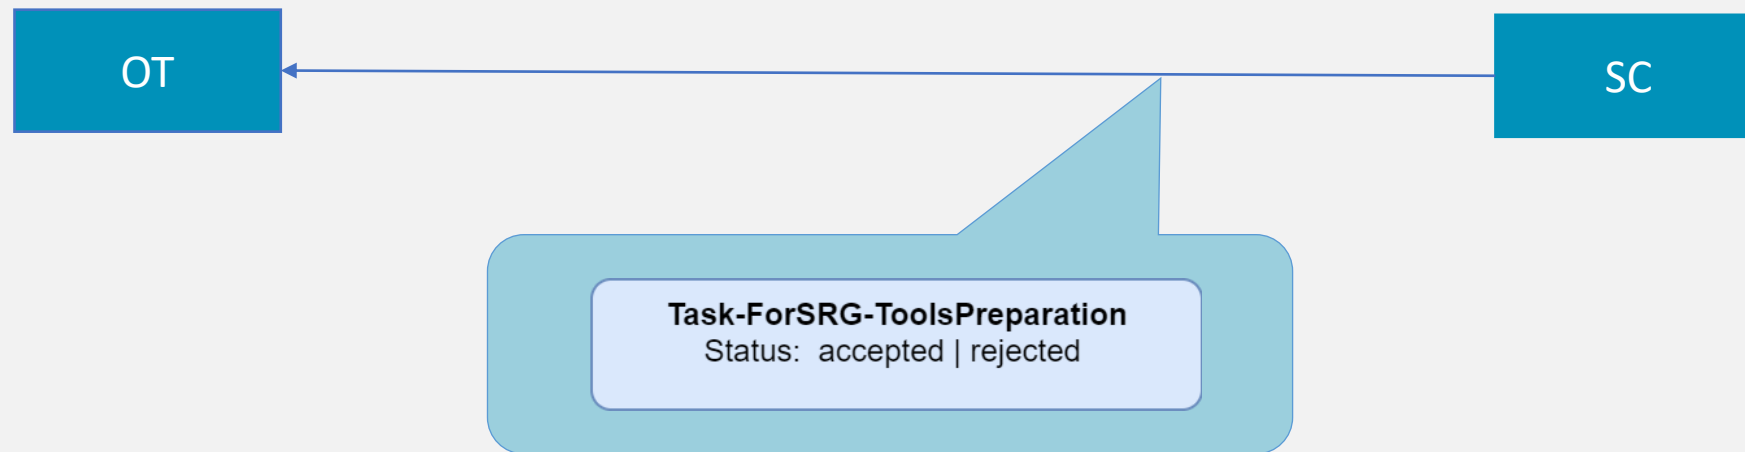 OT
SC
Task-ForSRG-ToolsPreparation
Status:  accepted | rejected